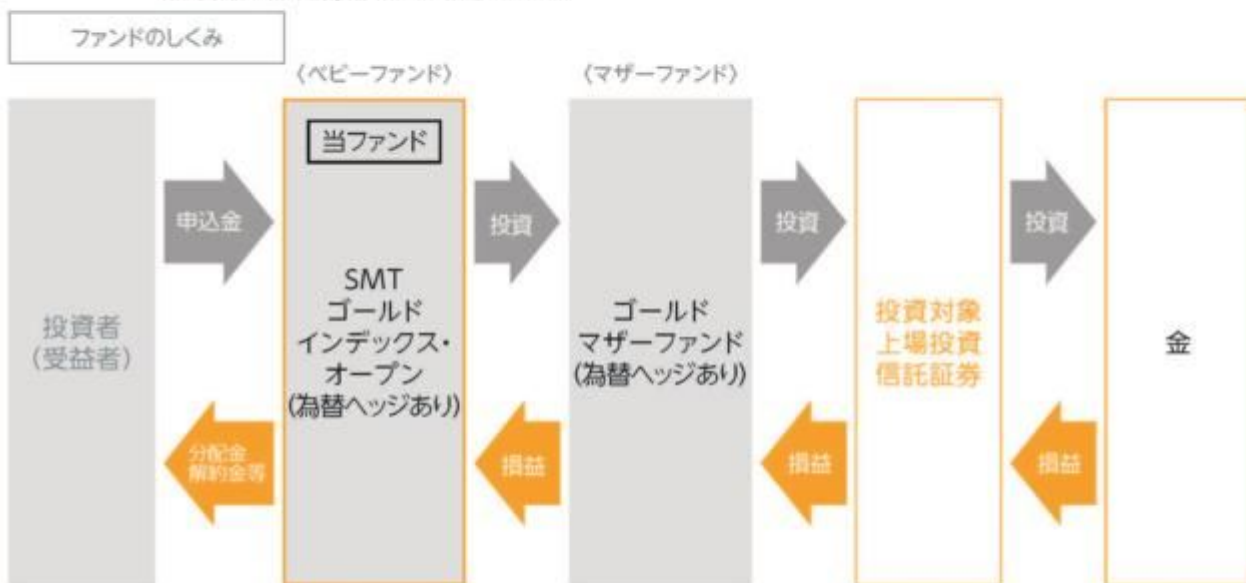 ファンドのしくみ
〈ベビーファンド〉
〈マザーファンド〉
投資者
(受益者)
申込金
分配金
解約金等
当ファンド
SMT
ゴールド
インデックス・
オープン
(為替ヘッジあり)
投資
損益
ゴールド
マザーファンド
(為替ヘッジあり)
投資
損益
投資対象
上場投資
信託証券
投資
損益
金